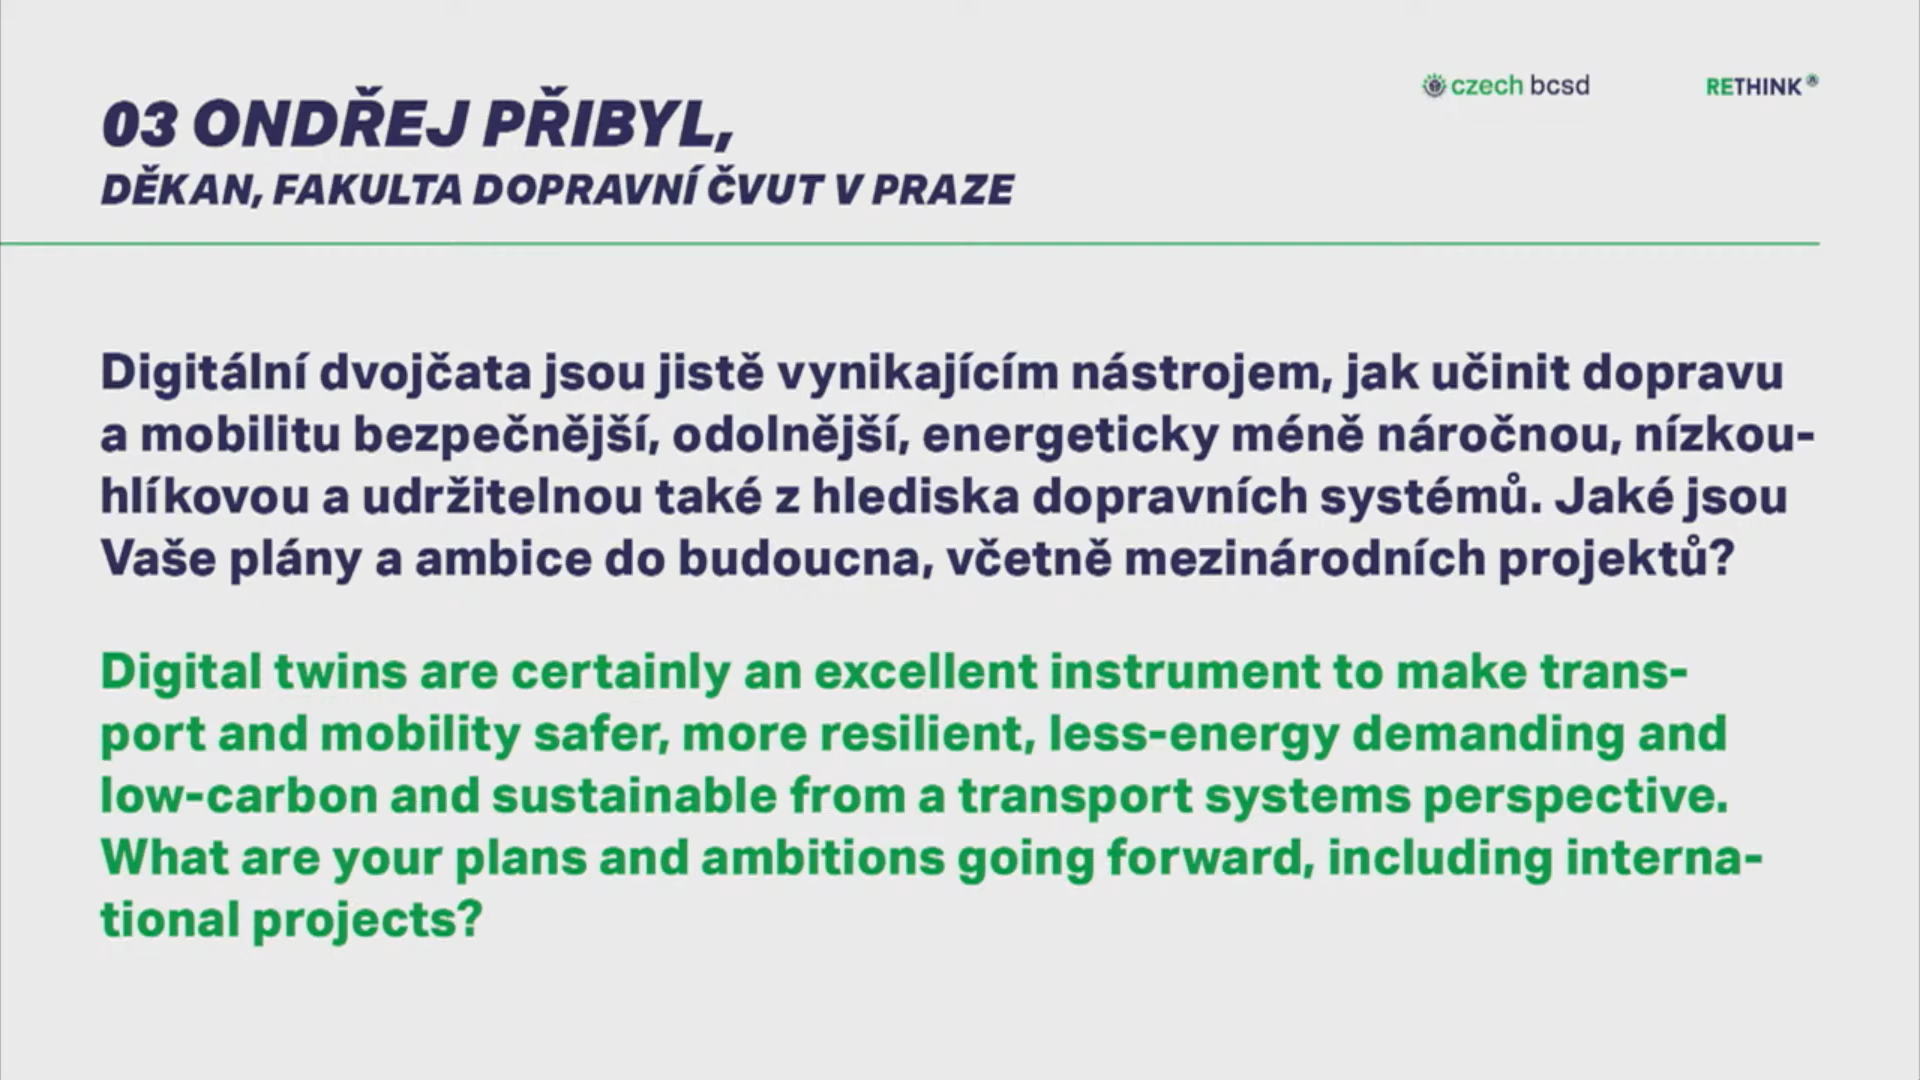 03 ONDŘEJ PŘIBYL,
DĚKAN, FAKULTA DOPRAVNÍ ČVUT V PRAZE
czech bcsd
RETHINK
Digitální dvojčata jsou jistě vynikajícím nástrojem, jak učinit dopravu
a mobilitu bezpečnější, odolnější, energeticky méně náročnou, nízkou-
hlíkovou a udržitelnou také z hlediska dopravních systémů. Jaké jsou
Vaše plány a ambice do budoucna, včetně mezinárodních projektů?
Digital twins are certainly an excellent instrument to make trans-
port and mobility safer, more resilient, less-energy demanding and
low-carbon and sustainable from a transport systems perspective.
What are your plans and ambitions going forward, including interna-
tional projects?